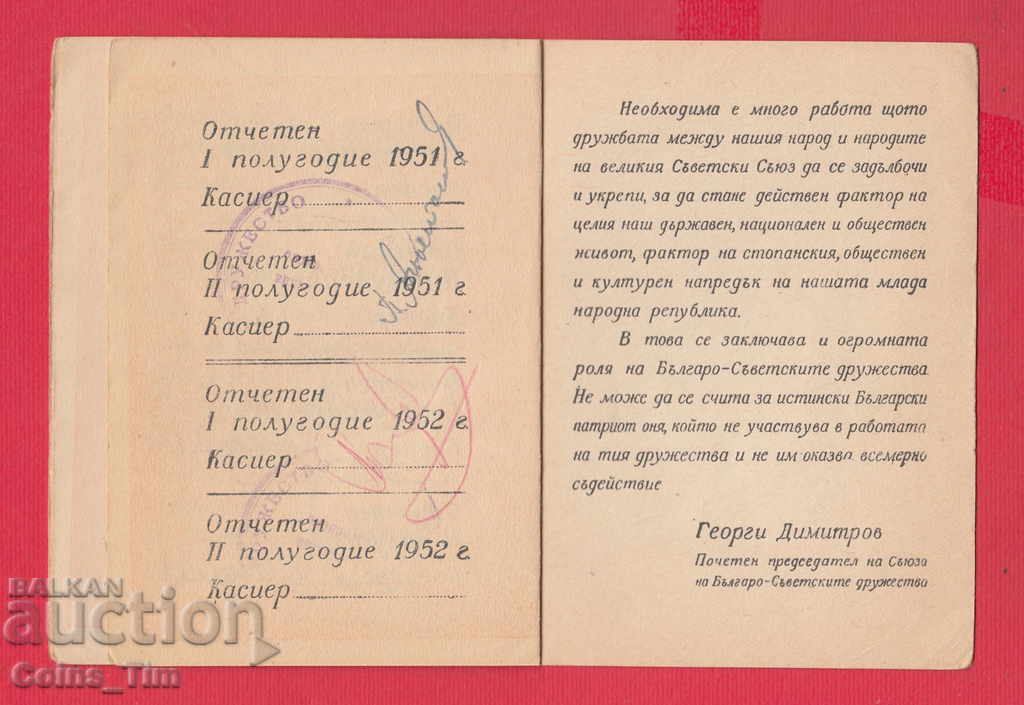 Отчетен
I полугодие 1951 г.
Касиер
Отчетен
II полугодие 1951 г.
Касиер
Отчетен
I полугодие 1952 г.
Касиер
Отчетен
II полугодие 1952 г.
Касиер
Необходима е много работа щото
дружбата между нашия народ и народите
на великия Съветски Съюз да се задълбочи
и укрепи, за да стане действен фактор на
целия наш държавен, национален и обществен
живот, фактор на стопанския, обществен
и културен напредък на нашата млада
народна република.
В това се заключава и огромната
роля на Българо-Съветските дружества.
Не може да се счита за истински Български
патриот оня, който не участвува в работата
на тия дружества и не им оказва всемерно
съдействие
Георги Димитров
Почетен председател на Съюза
на Българо-Съветските дружества
BALKAN
auction
Coins_Tim